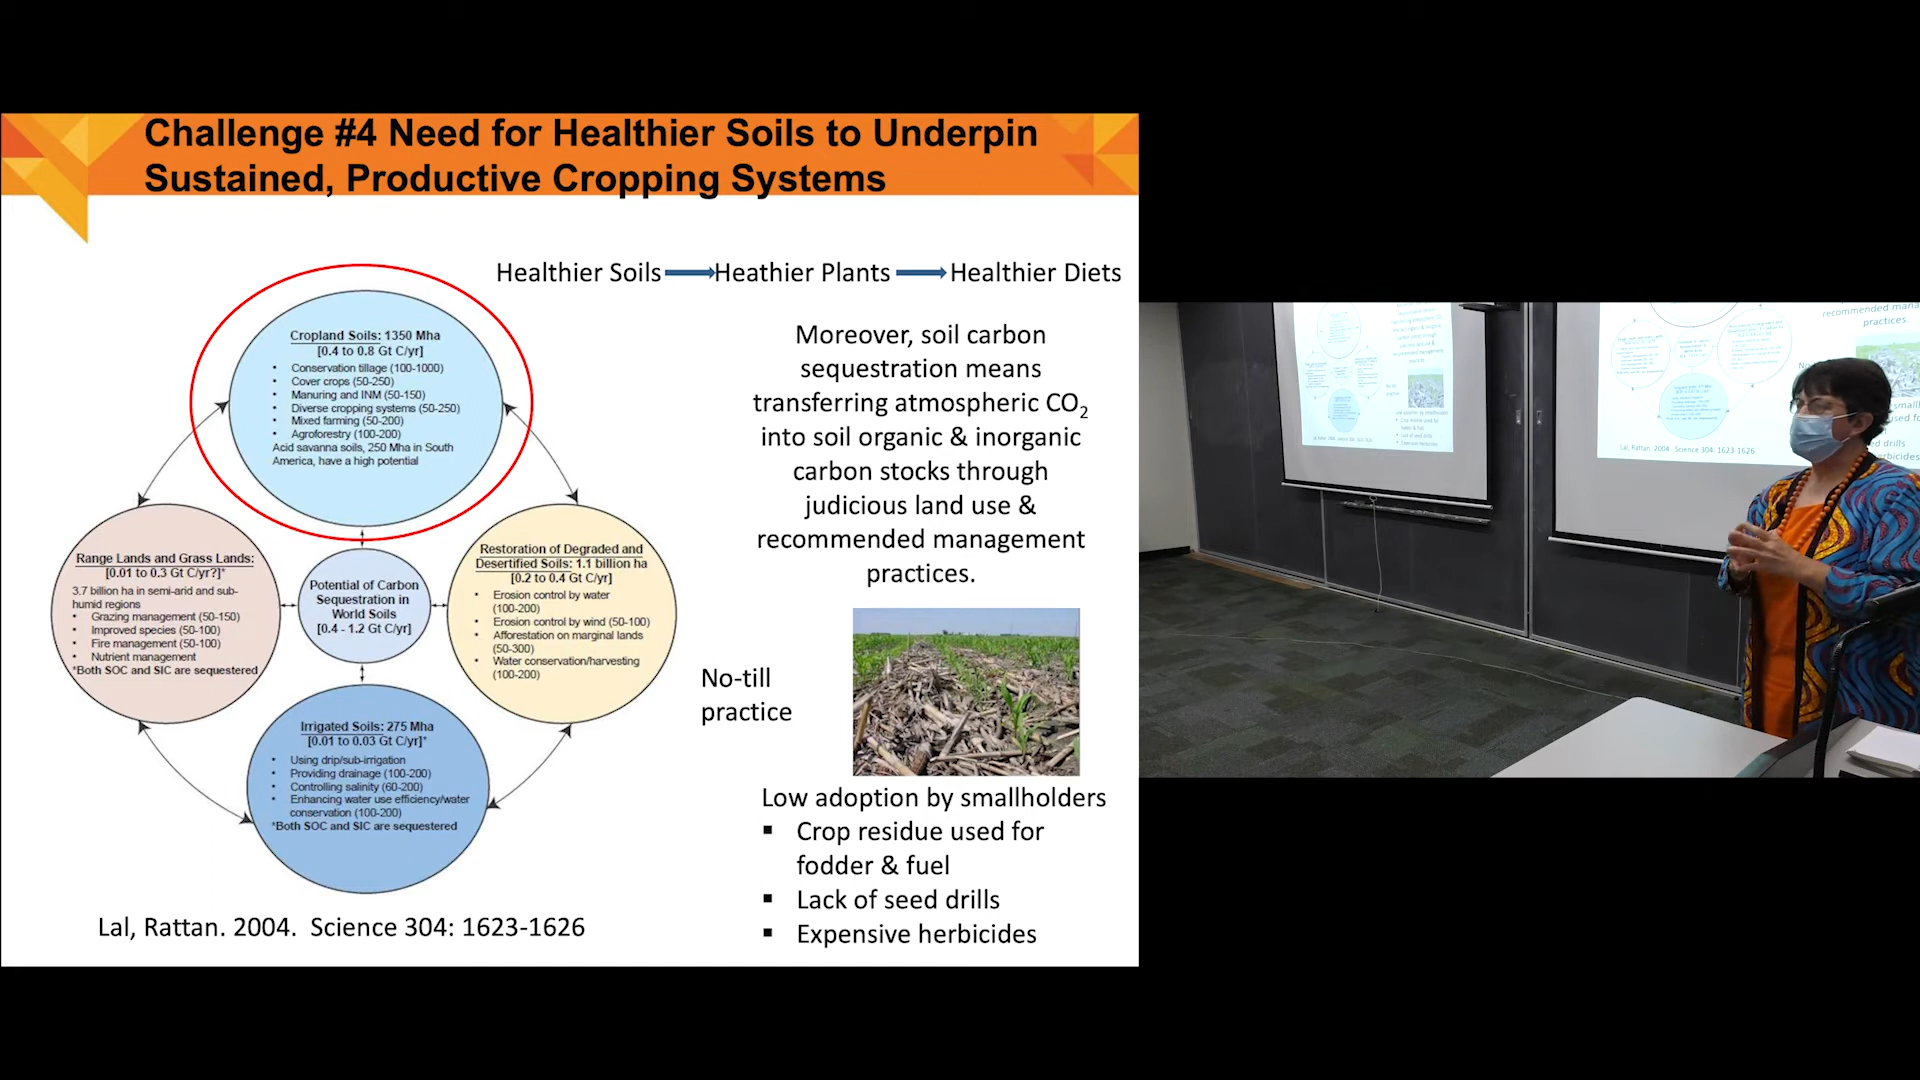 Challenge #4 Need for Healthier Soils to Underpin
Sustained, Productive Cropping Systems
Healthier Soils
Heathier Plants
Healthier Diets
Cropland Soils: 1350 Mha
[0.4 to 0.8 Gt C/yr]
• Conservation tillage (100-1000)
• Cover crops (50-250)
• Manuring and INM (50-150)
• Diverse cropping systems (50-250)
• Mixed farming (50-200)
• Agroforestry (100-200)
Acid savanna soils, 250 Mha in South
America, have a high potential
Range Lands and Grass Lands:
[0.01 to 0.3 Gt C/yr?]*
3.7 billion ha in semi-arid and sub-
humid regions
• Grazing management (50-150)
• Improved species (50-100)
• Fire management (50-100)
• Nutrient management
*Both SOC and SIC are sequestered
Potential of Carbon
Sequestration in
World Soils
[0.4 - 1.2 Gt C/yr]
Restoration of Degraded and
Desertified Soils: 1.1 billion ha
[0.2 to 0.4 Gt C/yr]
• Erosion control by water
(100-200)
• Erosion control by wind (50-100)
• Afforestation on marginal lands
(50-300)
• Water conservation/harvesting
(100-200)
Irrigated Soils: 275 Mha
[0.01 to 0.03 Gt C/yr]*
• Using drip/sub-irrigation
• Providing drainage (100-200)
• Controlling salinity (60-200)
• Enhancing water use efficiency/water
conservation (100-200)
*Both SOC and SIC are sequestered
Lal, Rattan. 2004. Science 304: 1623-1626
Moreover, soil carbon
sequestration means
transferring atmospheric CO2
into soil organic & inorganic
carbon stocks through
judicious land use &
recommended management
practices.
No-till
practice
Low adoption by smallholders
▪ Crop residue used for
fodder & fuel
▪ Lack of seed drills
▪ Expensive herbicides
recommended mana
practices.
Lal, Rattan. 2004. Science 304: 1623-1626